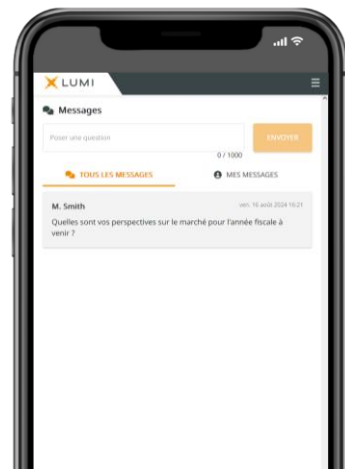 LUMI
Messages
Poser une question
ENVOYER
0 / 1000
TOUS LES MESSAGES
MES MESSAGES
M. Smith
ven. 16 août 2024 16:21
Quelles sont vos perspectives sur le marché pour l'année fiscale à
venir ?